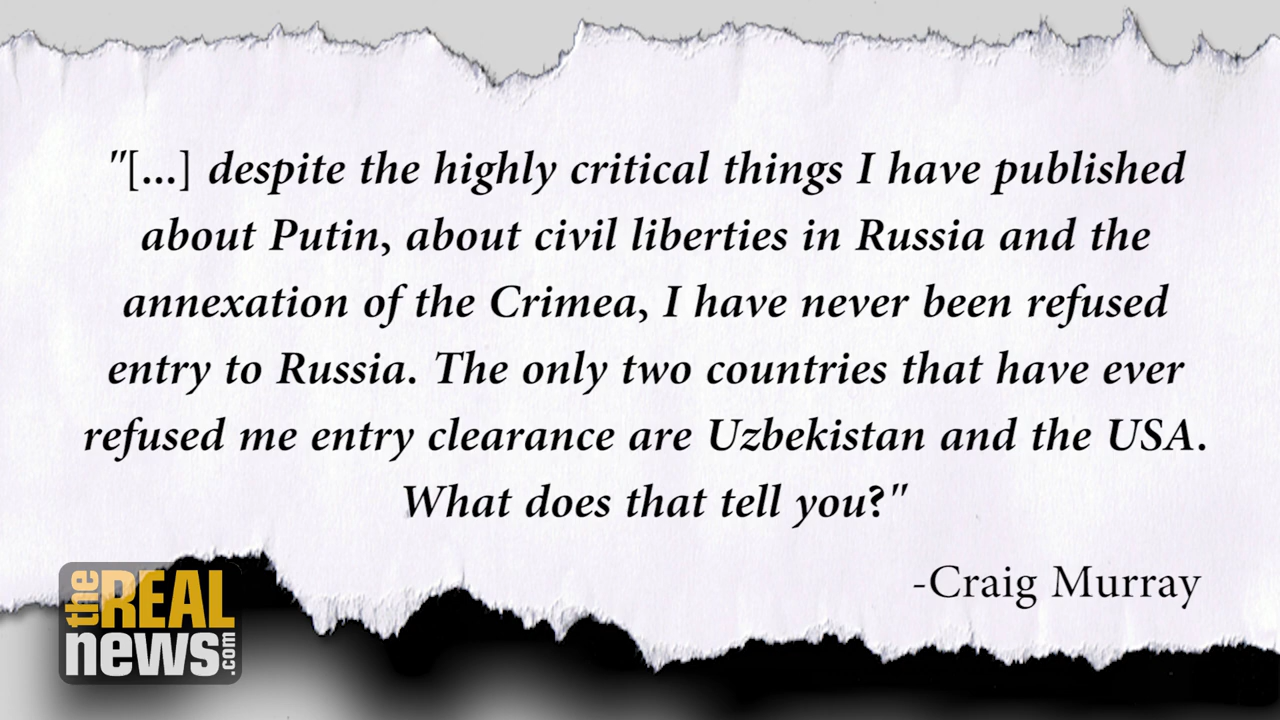 "[...] despite the highly critical things I have published
about Putin, about civil liberties in Russia and the
annexation of the Crimea, I have never been refused
entry to Russia. The only two countries that have ever
refused me entry clearance are Uzbekistan and the USA.
What does that tell you?"
-Craig Murray
the REAL
news.com